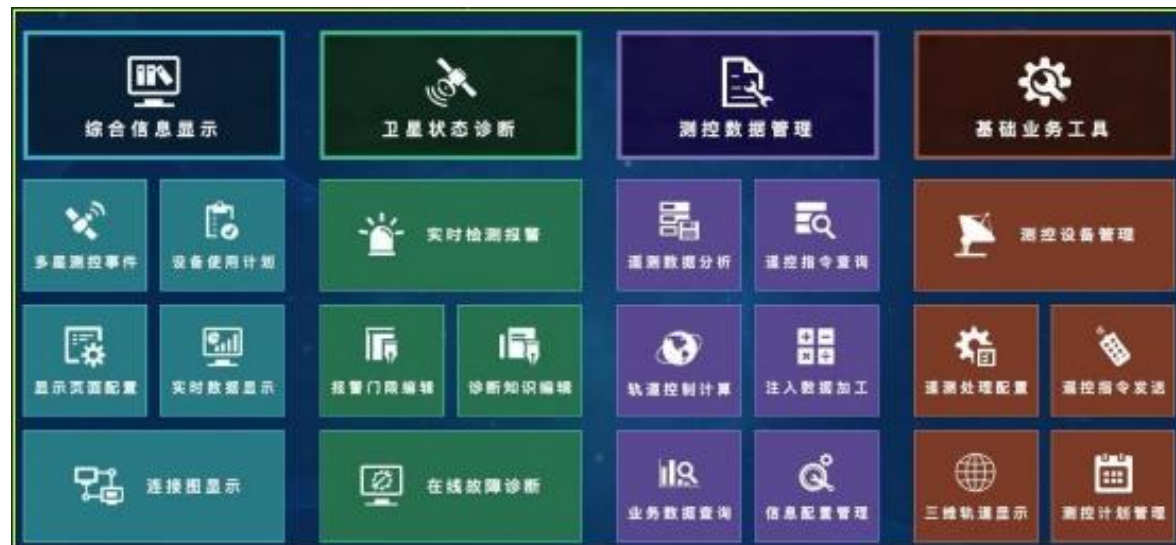 综合信息显示
卫星状态诊断
测控数据管理
基础业务工具
多星测控事件
设备使用计划
实时检测报警
遥测数据分析
遥控指令查询
测控设备管理
显示页面配置
实时数据显示
报警门限编辑
诊断知识编辑
轨道控制计算
注入数据加工
遥测处理配置
遥控指令发送
连接图显示
在线故障诊断
业务数据查询
信息配置管理
三维轨道显示
测控计划管理